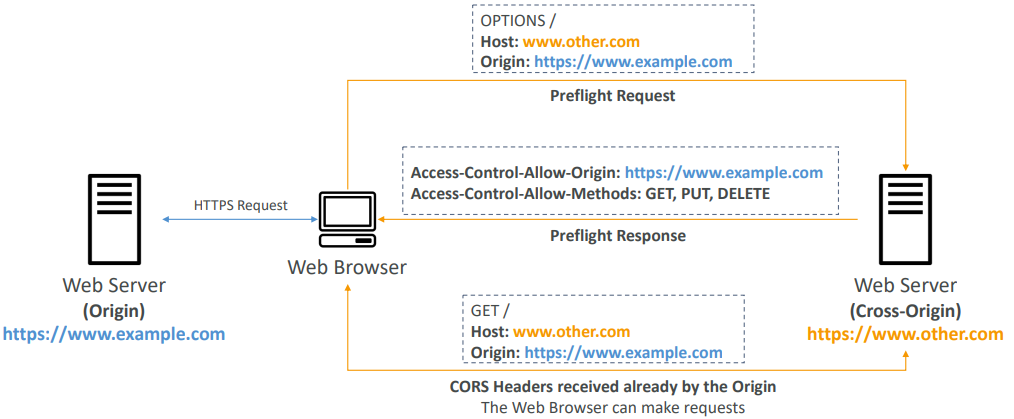 OPTIONS /
Host: www.other.com
Origin: https://www.example.com
Preflight Request
Access-Control-Allow-Origin: https://www.example.com
Access-Control-Allow-Methods: GET, PUT, DELETE
Preflight Response
HTTPS Request
Web Browser
Web Server
(Origin)
https://www.example.com
Web Server
(Cross-Origin)
https://www.other.com
GET /
Host: www.other.com
Origin: https://www.example.com
CORS Headers received already by the Origin
The Web Browser can make requests